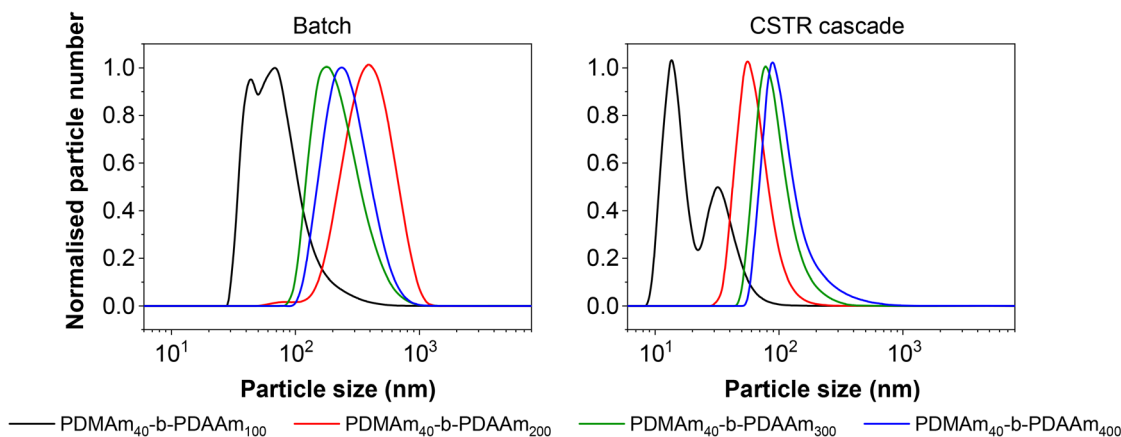 Batch
CSTR cascade
Normalised particle number
1.0
0.8
0.6
0.4
0.2
0.0
10¹ 10² 10³
Particle size (nm)
1.0
0.8
0.6
0.4
0.2
0.0
10¹ 10² 10³
Particle size (nm)
PDMAm₄₀-b-PDAAm₁₀₀ PDMAm₄₀-b-PDAAm₂₀₀ PDMAm₄₀-b-PDAAm₃₀₀ PDMAm₄₀-b-PDAAm₄₀₀